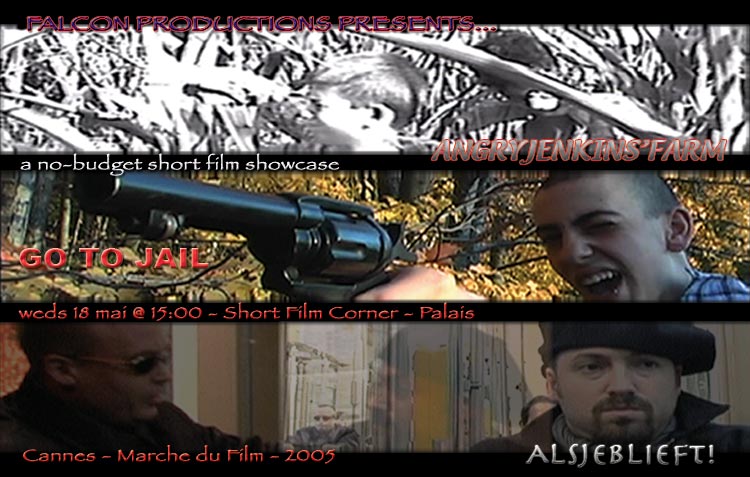 FALCON PRODUCTIONS PRESENTS...
ANGRYJENKINS'FARM
a no-budget short film showcase
GO TO JAIL
weds 18 mai @ 15:00 - Short Film Corner - Palais
Cannes - Marche du Film - 2005
ALSJEBLIEFT!